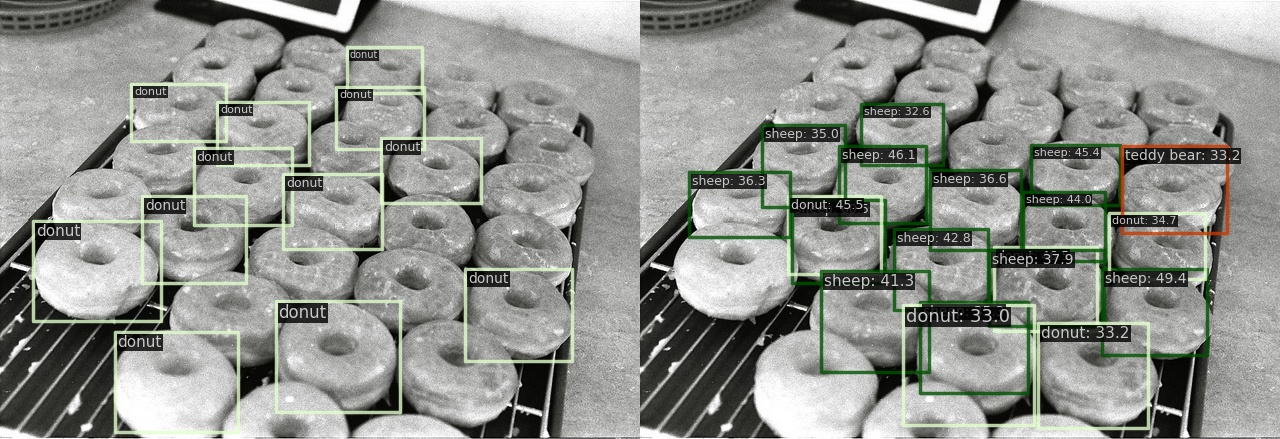 donut
donut
donut
donut
donut
donut
donut
donut
donut
donut
donut
donut
sheep: 32.6
sheep: 35.0
sheep: 46.1
sheep: 45.4
teddy bear: 33.2
sheep: 36.3
sheep: 36.6
sheep: 44.0
donut: 45.5
donut: 34.7
sheep: 42.8
sheep: 37.9
sheep: 41.3
sheep: 49.4
donut: 33.0
donut: 33.2